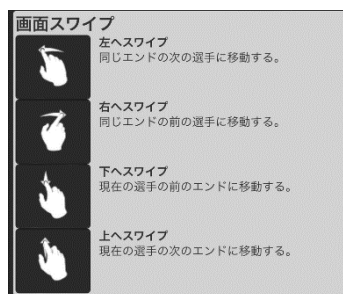 画面スワイプ
左へスワイプ
同じエンドの次の選手に移動する。
右へスワイプ
同じエンドの前の選手に移動する。
下へスワイプ
現在の選手の前のエンドに移動する。
上へスワイプ
現在の選手の次のエンドに移動する。